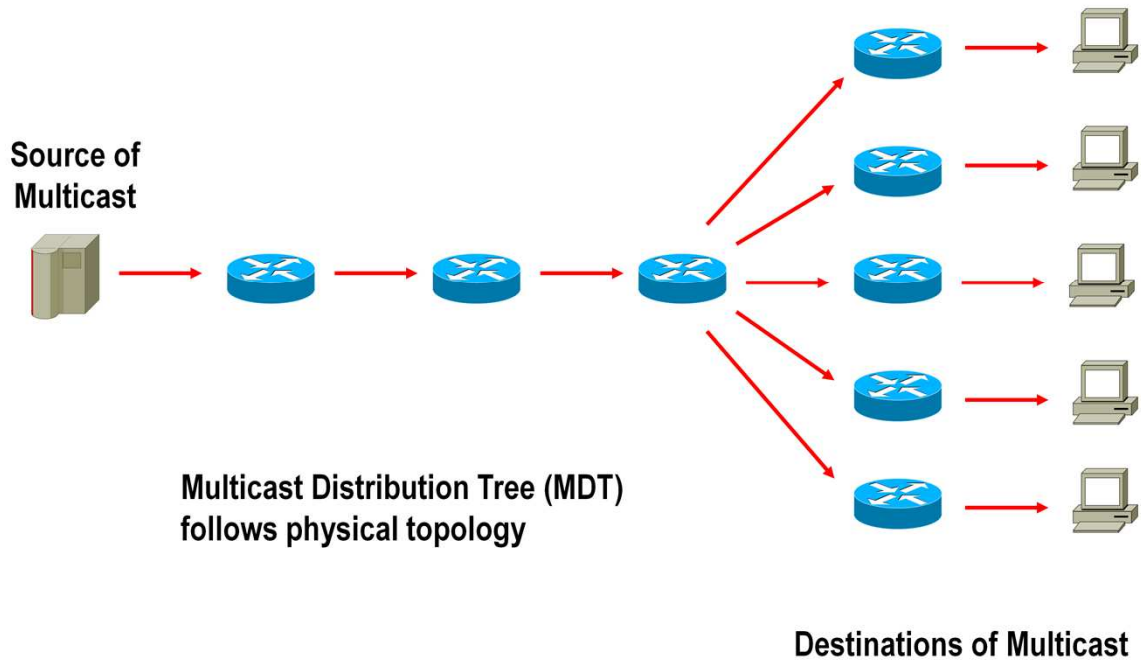 Source of
Multicast
Multicast Distribution Tree (MDT)
follows physical topology
Destinations of Multicast